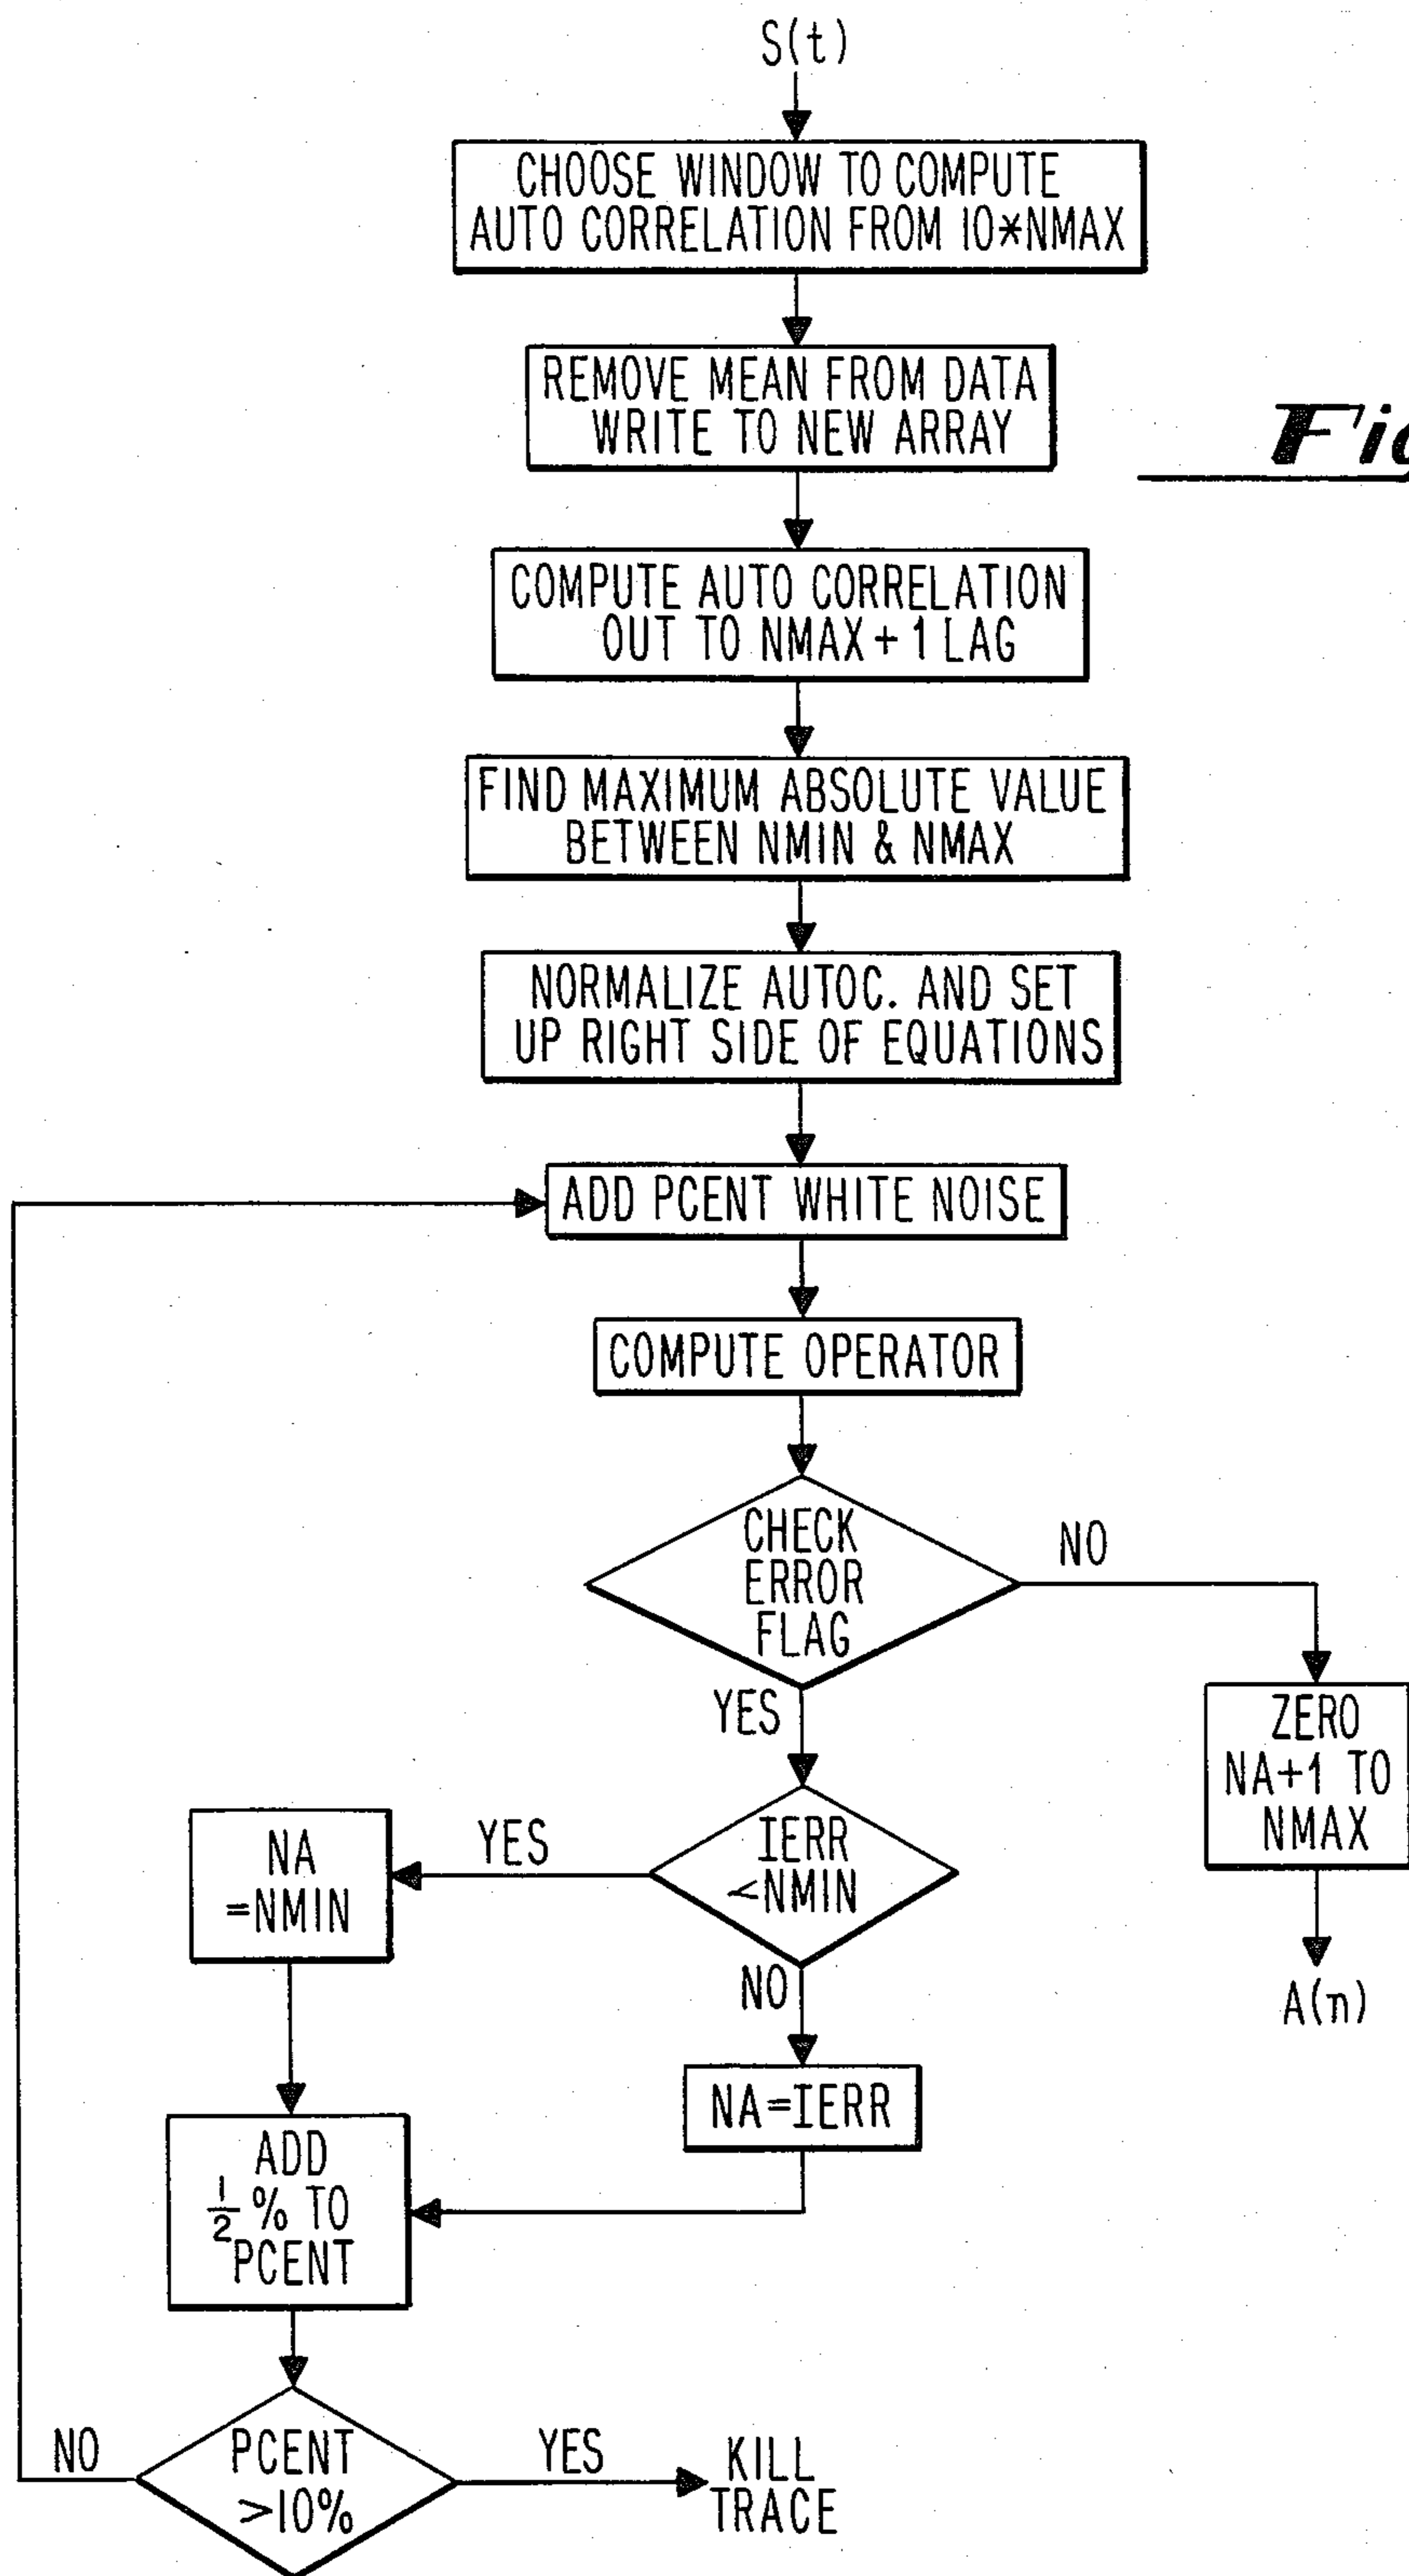 S(t)
CHOOSE WINDOW TO COMPUTE
AUTO CORRELATION FROM 10*NMAX
REMOVE MEAN FROM DATA
WRITE TO NEW ARRAY
Fig
COMPUTE AUTO CORRELATION
OUT TO NMAX + 1 LAG
FIND MAXIMUM ABSOLUTE VALUE
BETWEEN NMIN & NMAX
NORMALIZE AUTOC. AND SET
UP RIGHT SIDE OF EQUATIONS
ADD PCENT WHITE NOISE
COMPUTE OPERATOR
CHECK
ERROR
FLAG
NO
YES
ZERO
NA+1 TO
NMAX
A(n)
IERR
<NMIN
YES
NA
=NMIN
NO
NA=IERR
ADD
1/2 % TO
PCENT
PCENT
>10%
NO
YES
KILL
TRACE